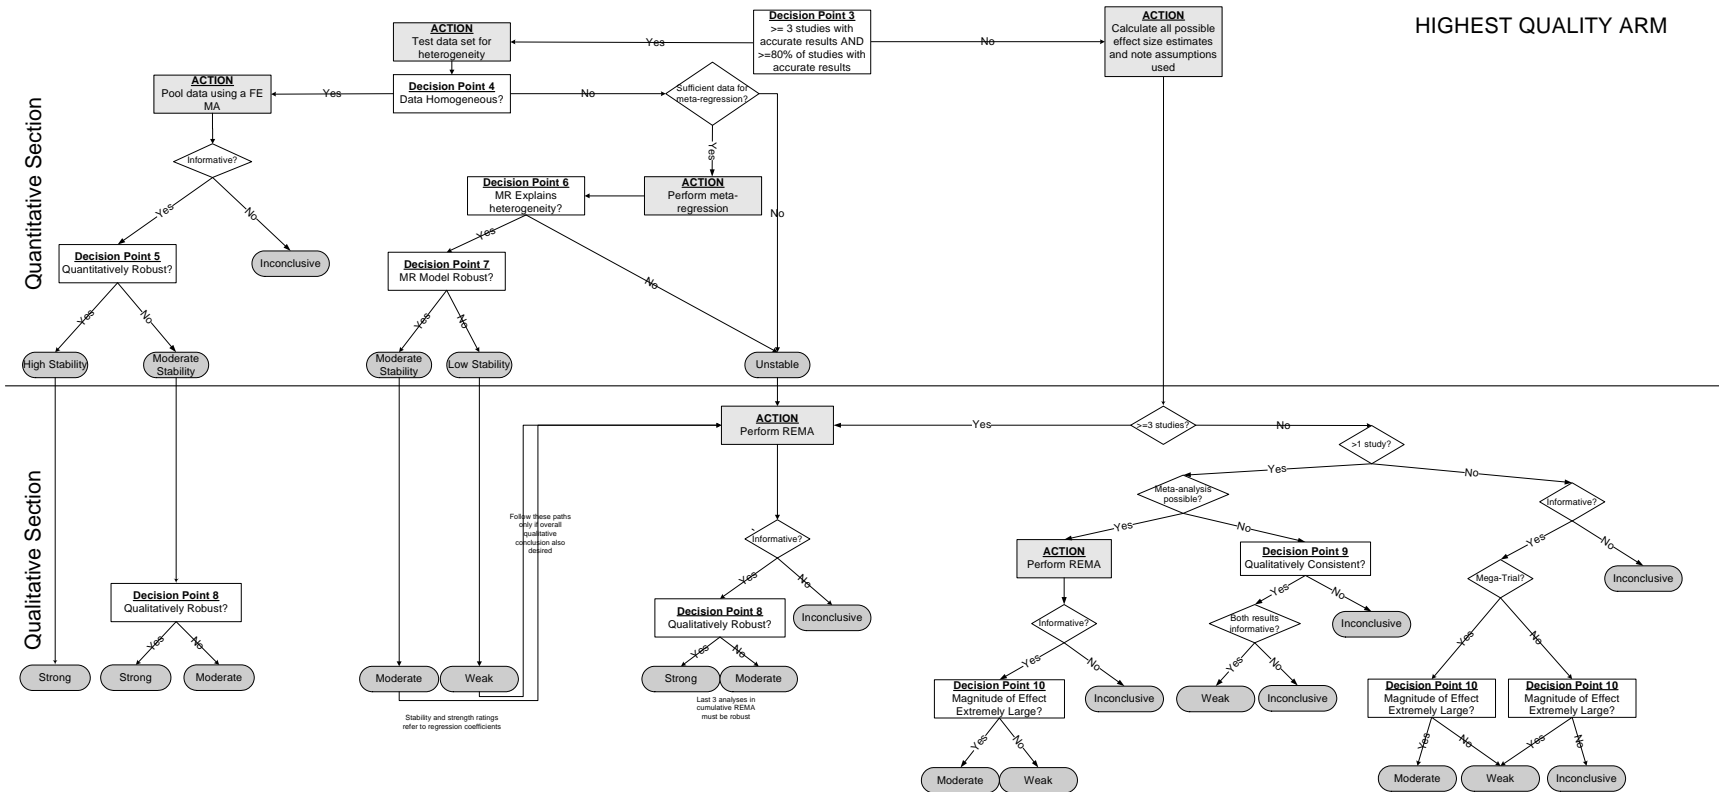 HIGHEST QUALITY ARM
Quantitative Section
Qualitative Section
Decision Point 3
>= 3 studies with
accurate results AND
>=80% of studies with
accurate results
Yes
No
ACTION
Test data set for
heterogeneity
ACTION
Calculate all possible
effect size estimates
and note assumptions
used
Decision Point 4
Data Homogeneous?
Yes
No
ACTION
Pool data using a FE
MA
Sufficient data for
meta-regression?
Yes
No
Informative?
Yes
No
ACTION
Perform meta-
regression
Decision Point 6
MR Explains
heterogeneity?
Yes
No
Decision Point 5
Quantitatively Robust?
Yes
No
Inconclusive
Decision Point 7
MR Model Robust?
Yes
No
High Stability
Moderate
Stability
Moderate
Stability
Low Stability
Unstable
ACTION
Perform REMA
Yes
>=3 studies?
No
>1 study?
Yes
No
Follow these paths
only if overall
qualitative
conclusion also
desired
Meta-analysis
possible?
Yes
No
Informative?
Yes
No
`
Informative?
Yes
No
ACTION
Perform REMA
Decision Point 9
Qualitatively Consistent?
Yes
No
Inconclusive
Mega-Trial?
Yes
No
Decision Point 8
Qualitatively Robust?
Yes
No
Decision Point 8
Qualitatively Robust?
Yes
No
Inconclusive
Informative?
Yes
No
Both results
informative?
Yes
No
Inconclusive
Strong
Strong
Moderate
Moderate
Weak
Strong
Moderate
Last 3 analyses in
cumulative REMA
must be robust
Stability and strength ratings
refer to regression coefficients
Decision Point 10
Magnitude of Effect
Extremely Large?
Yes
No
Inconclusive
Weak
Inconclusive
Decision Point 10
Magnitude of Effect
Extremely Large?
Yes
No
Decision Point 10
Magnitude of Effect
Extremely Large?
Yes
No
Moderate
Weak
Moderate
Weak
Inconclusive